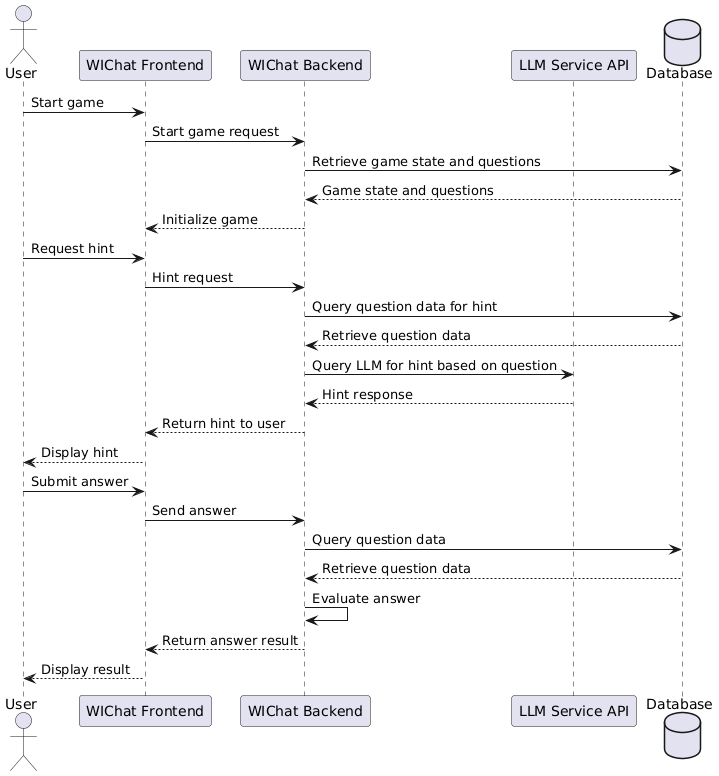 User
WIChat Frontend
WIChat Backend
LLM Service API
Database
Start game
Start game request
Retrieve game state and questions
Game state and questions
Initialize game
Request hint
Hint request
Query question data for hint
Retrieve question data
Query LLM for hint based on question
Hint response
Return hint to user
Display hint
Submit answer
Send answer
Query question data
Retrieve question data
Evaluate answer
Return answer result
Display result
User
WIChat Frontend
WIChat Backend
LLM Service API
Database